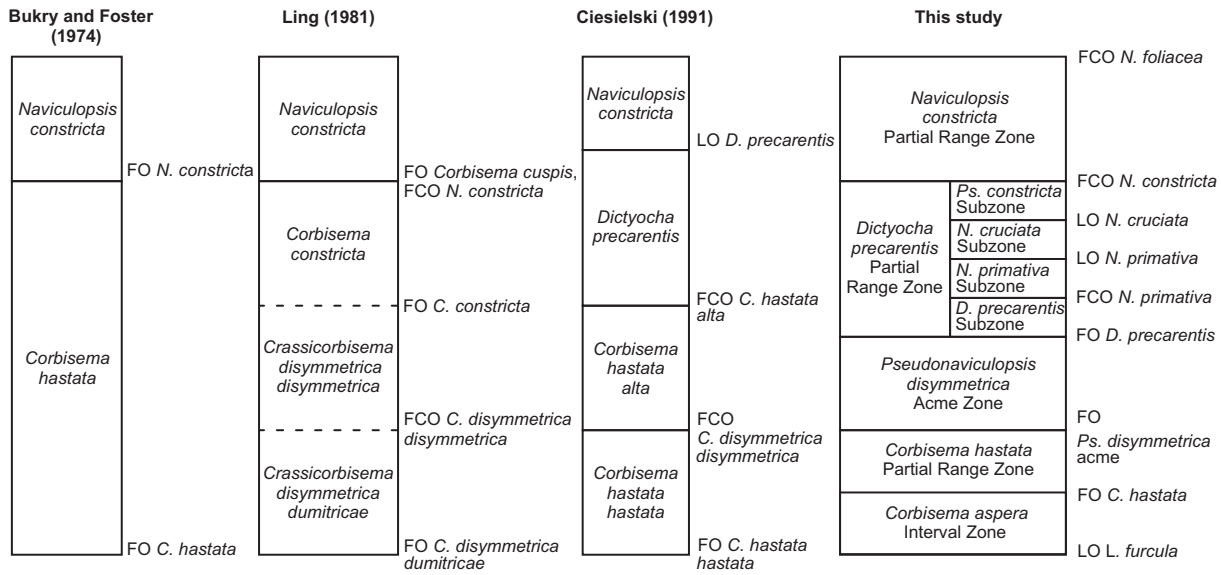 Bukry and Foster
(1974)
Naviculopsis
constricta
FO N. constricta
Corbisema
hastata
FO C. hastata
Ling (1981)
Naviculopsis
constricta
FO Corbisema cuspis,
FCO N. constricta
Corbisema
constricta
FO C. constricta
Crassicorbisema
disymmetrica
disymmetrica
FCO C. disymmetrica
disymmetrica
Crassicorbisema
disymmetrica
dumitricae
FO C. disymmetrica
dumitricae
Ciesielski (1991)
Naviculopsis
constricta
LO D. precarentis
Dictyocha
precarentis
FCO C. hastata
alta
Corbisema
hastata
alta
FCO
C. disymmetrica
disymmetrica
Corbisema
hastata
hastata
FO C. hastata
hastata
This study
FCO N. foliacea
Naviculopsis
constricta
Partial Range Zone
FCO N. constricta
Dictyocha
precarentis
Partial
Range Zone
Ps. constricta
Subzone
LO N. cruciata
N. cruciata
Subzone
LO N. primativa
N. primativa
Subzone
FCO N. primativa
D. precarentis
Subzone
FO D. precarentis
Pseudonaviculopsis
disymmetrica
Acme Zone
FO
Ps. disymmetrica
acme
Corbisema hastata
Partial Range Zone
FO C. hastata
Corbisema aspera
Interval Zone
LO L. furcula